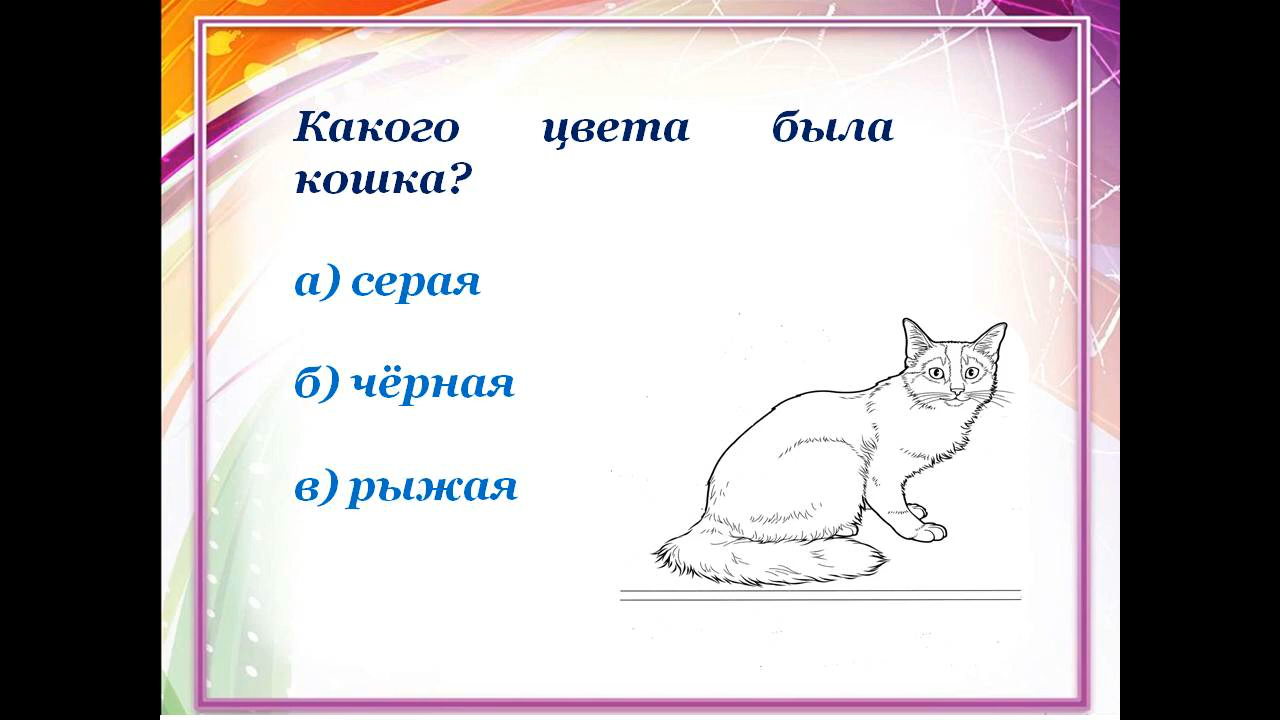 Какого цвета была
кошка?
а) серая
б) чёрная
в) рыжая